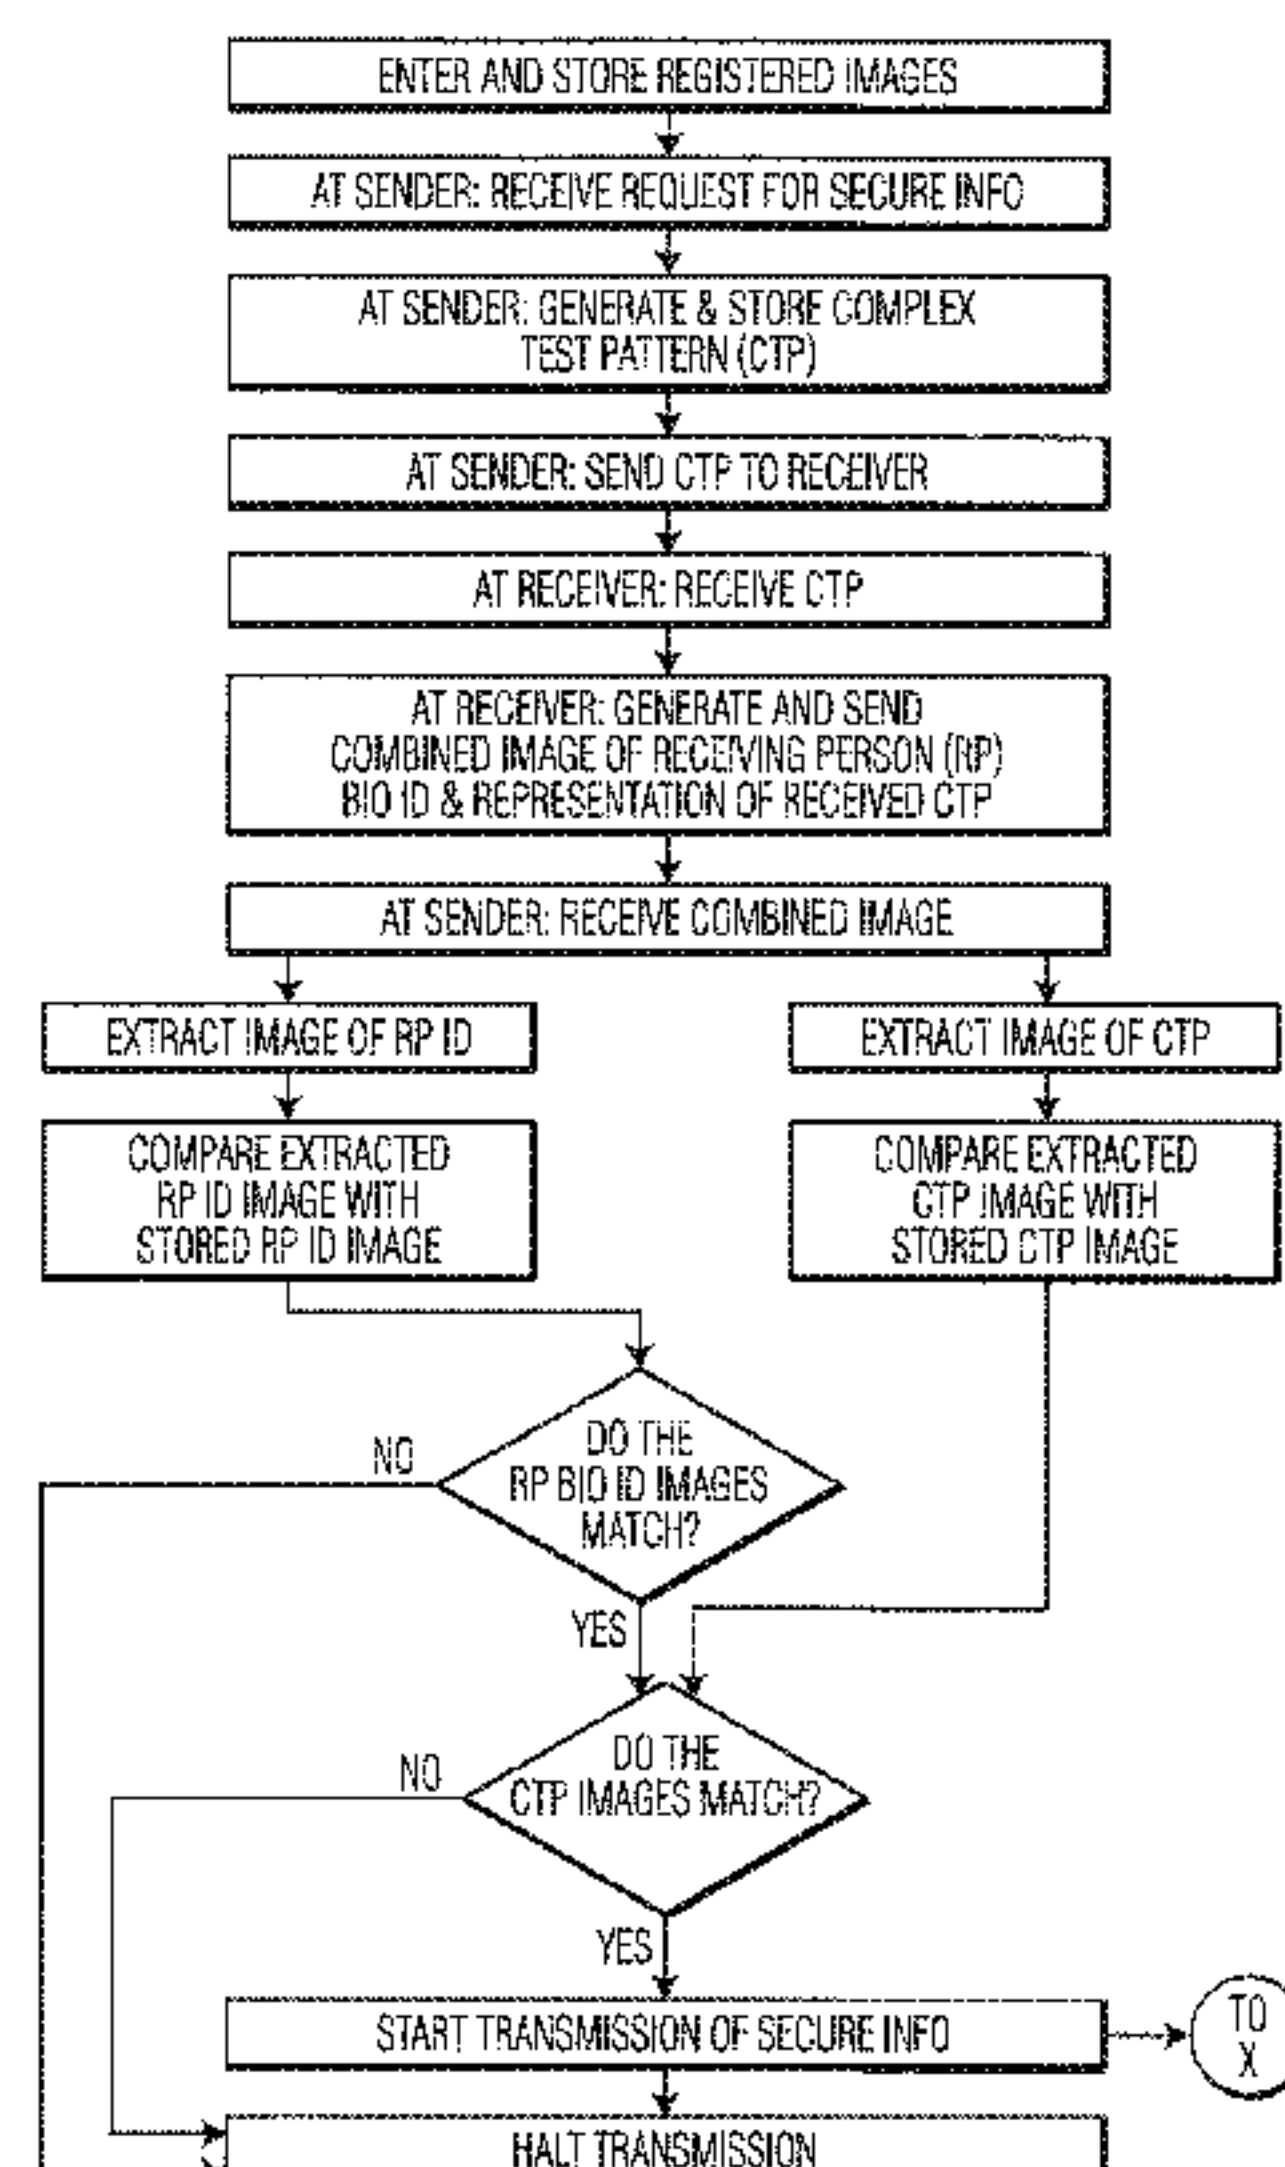 ENTER AND STORE REGISTERED IMAGES
AT SENDER: RECEIVE REQUEST FOR SECURE INFO
AT SENDER: GENERATE & STORE COMPLEX
TEST PATTERN (CTP)
AT SENDER: SEND CTP TO RECEIVER
AT RECEIVER: RECEIVE CTP
AT RECEIVER: GENERATE AND SEND
COMBINED IMAGE OF RECEIVING PERSON (RP)
BIO ID & REPRESENTATION OF RECEIVED CTP
AT SENDER: RECEIVE COMBINED IMAGE
EXTRACT IMAGE OF RP ID
EXTRACT IMAGE OF CTP
COMPARE EXTRACTED
RP ID IMAGE WITH
STORED RP ID IMAGE
COMPARE EXTRACTED
CTP IMAGE WITH
STORED CTP IMAGE
DO THE
RP BIO ID IMAGES
MATCH?
NO
YES
DO THE
CTP IMAGES MATCH?
NO
YES
START TRANSMISSION OF SECURE INFO
TO
X
HALT TRANSMISSION